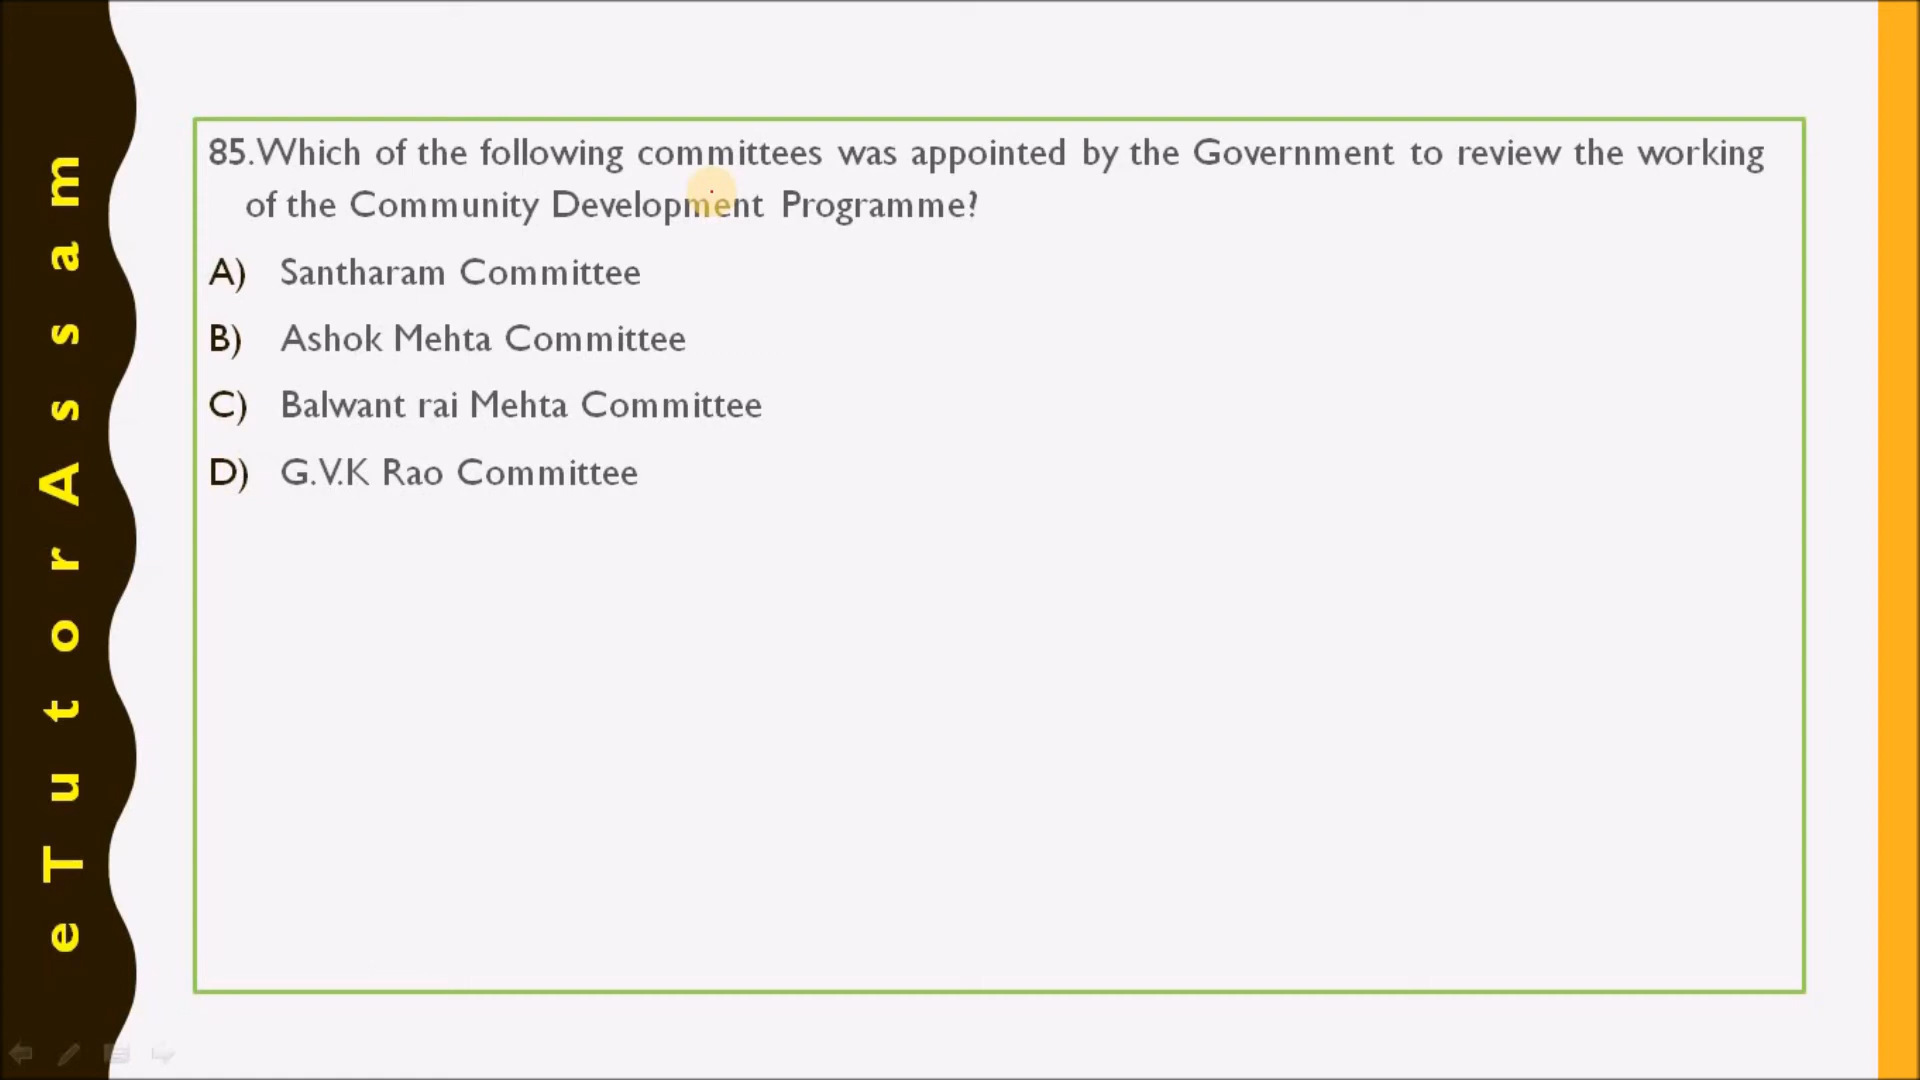 85.Which of the following committees was appointed by the Government to review the working
of the Community Development Programme?
A) Santharam Committee
B) Ashok Mehta Committee
C) Balwant rai Mehta Committee
D) G.V.K Rao Committee
eTutorAssam